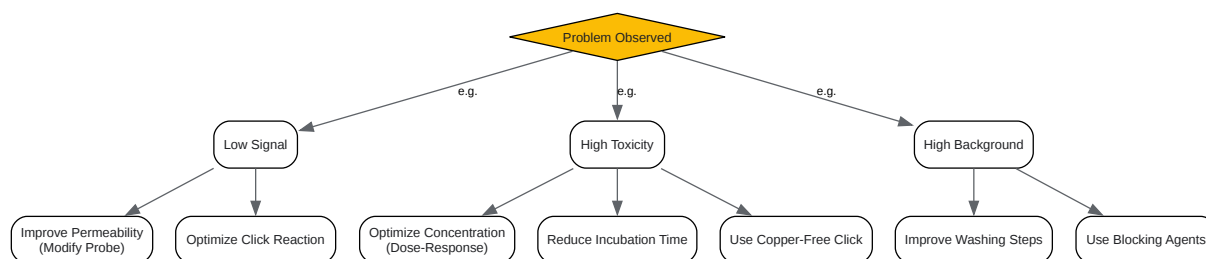 Problem Observed
e.g.
e.g.
e.g.
Low Signal
High Toxicity
High Background
Improve Permeability
(Modify Probe)
Optimize Click Reaction
Optimize Concentration
(Dose-Response)
Reduce Incubation Time
Use Copper-Free Click
Improve Washing Steps
Use Blocking Agents